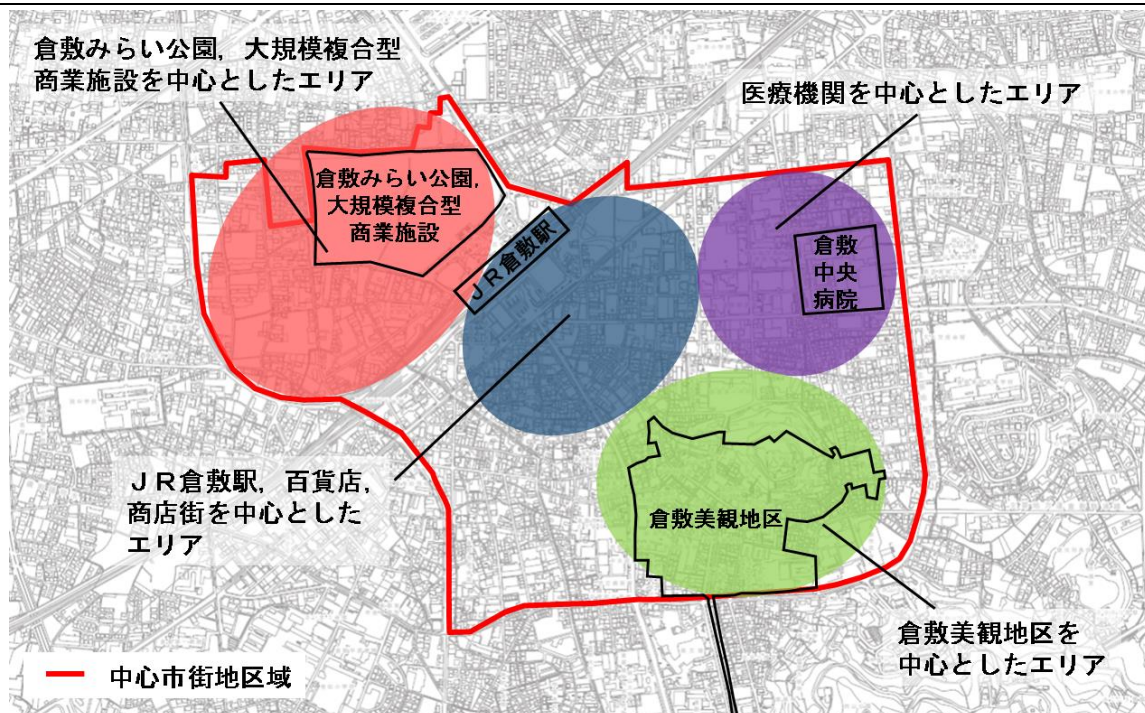 倉敷みらい公園，大規模複合型
商業施設を中心としたエリア
医療機関を中心としたエリア
倉敷みらい公園，
大規模複合型
商業施設
ＪＲ倉敷駅
倉敷
中央
病院
ＪＲ倉敷駅，百貨店，
商店街を中心とした
エリア
倉敷美観地区
倉敷美観地区を
中心としたエリア
中心市街地区域